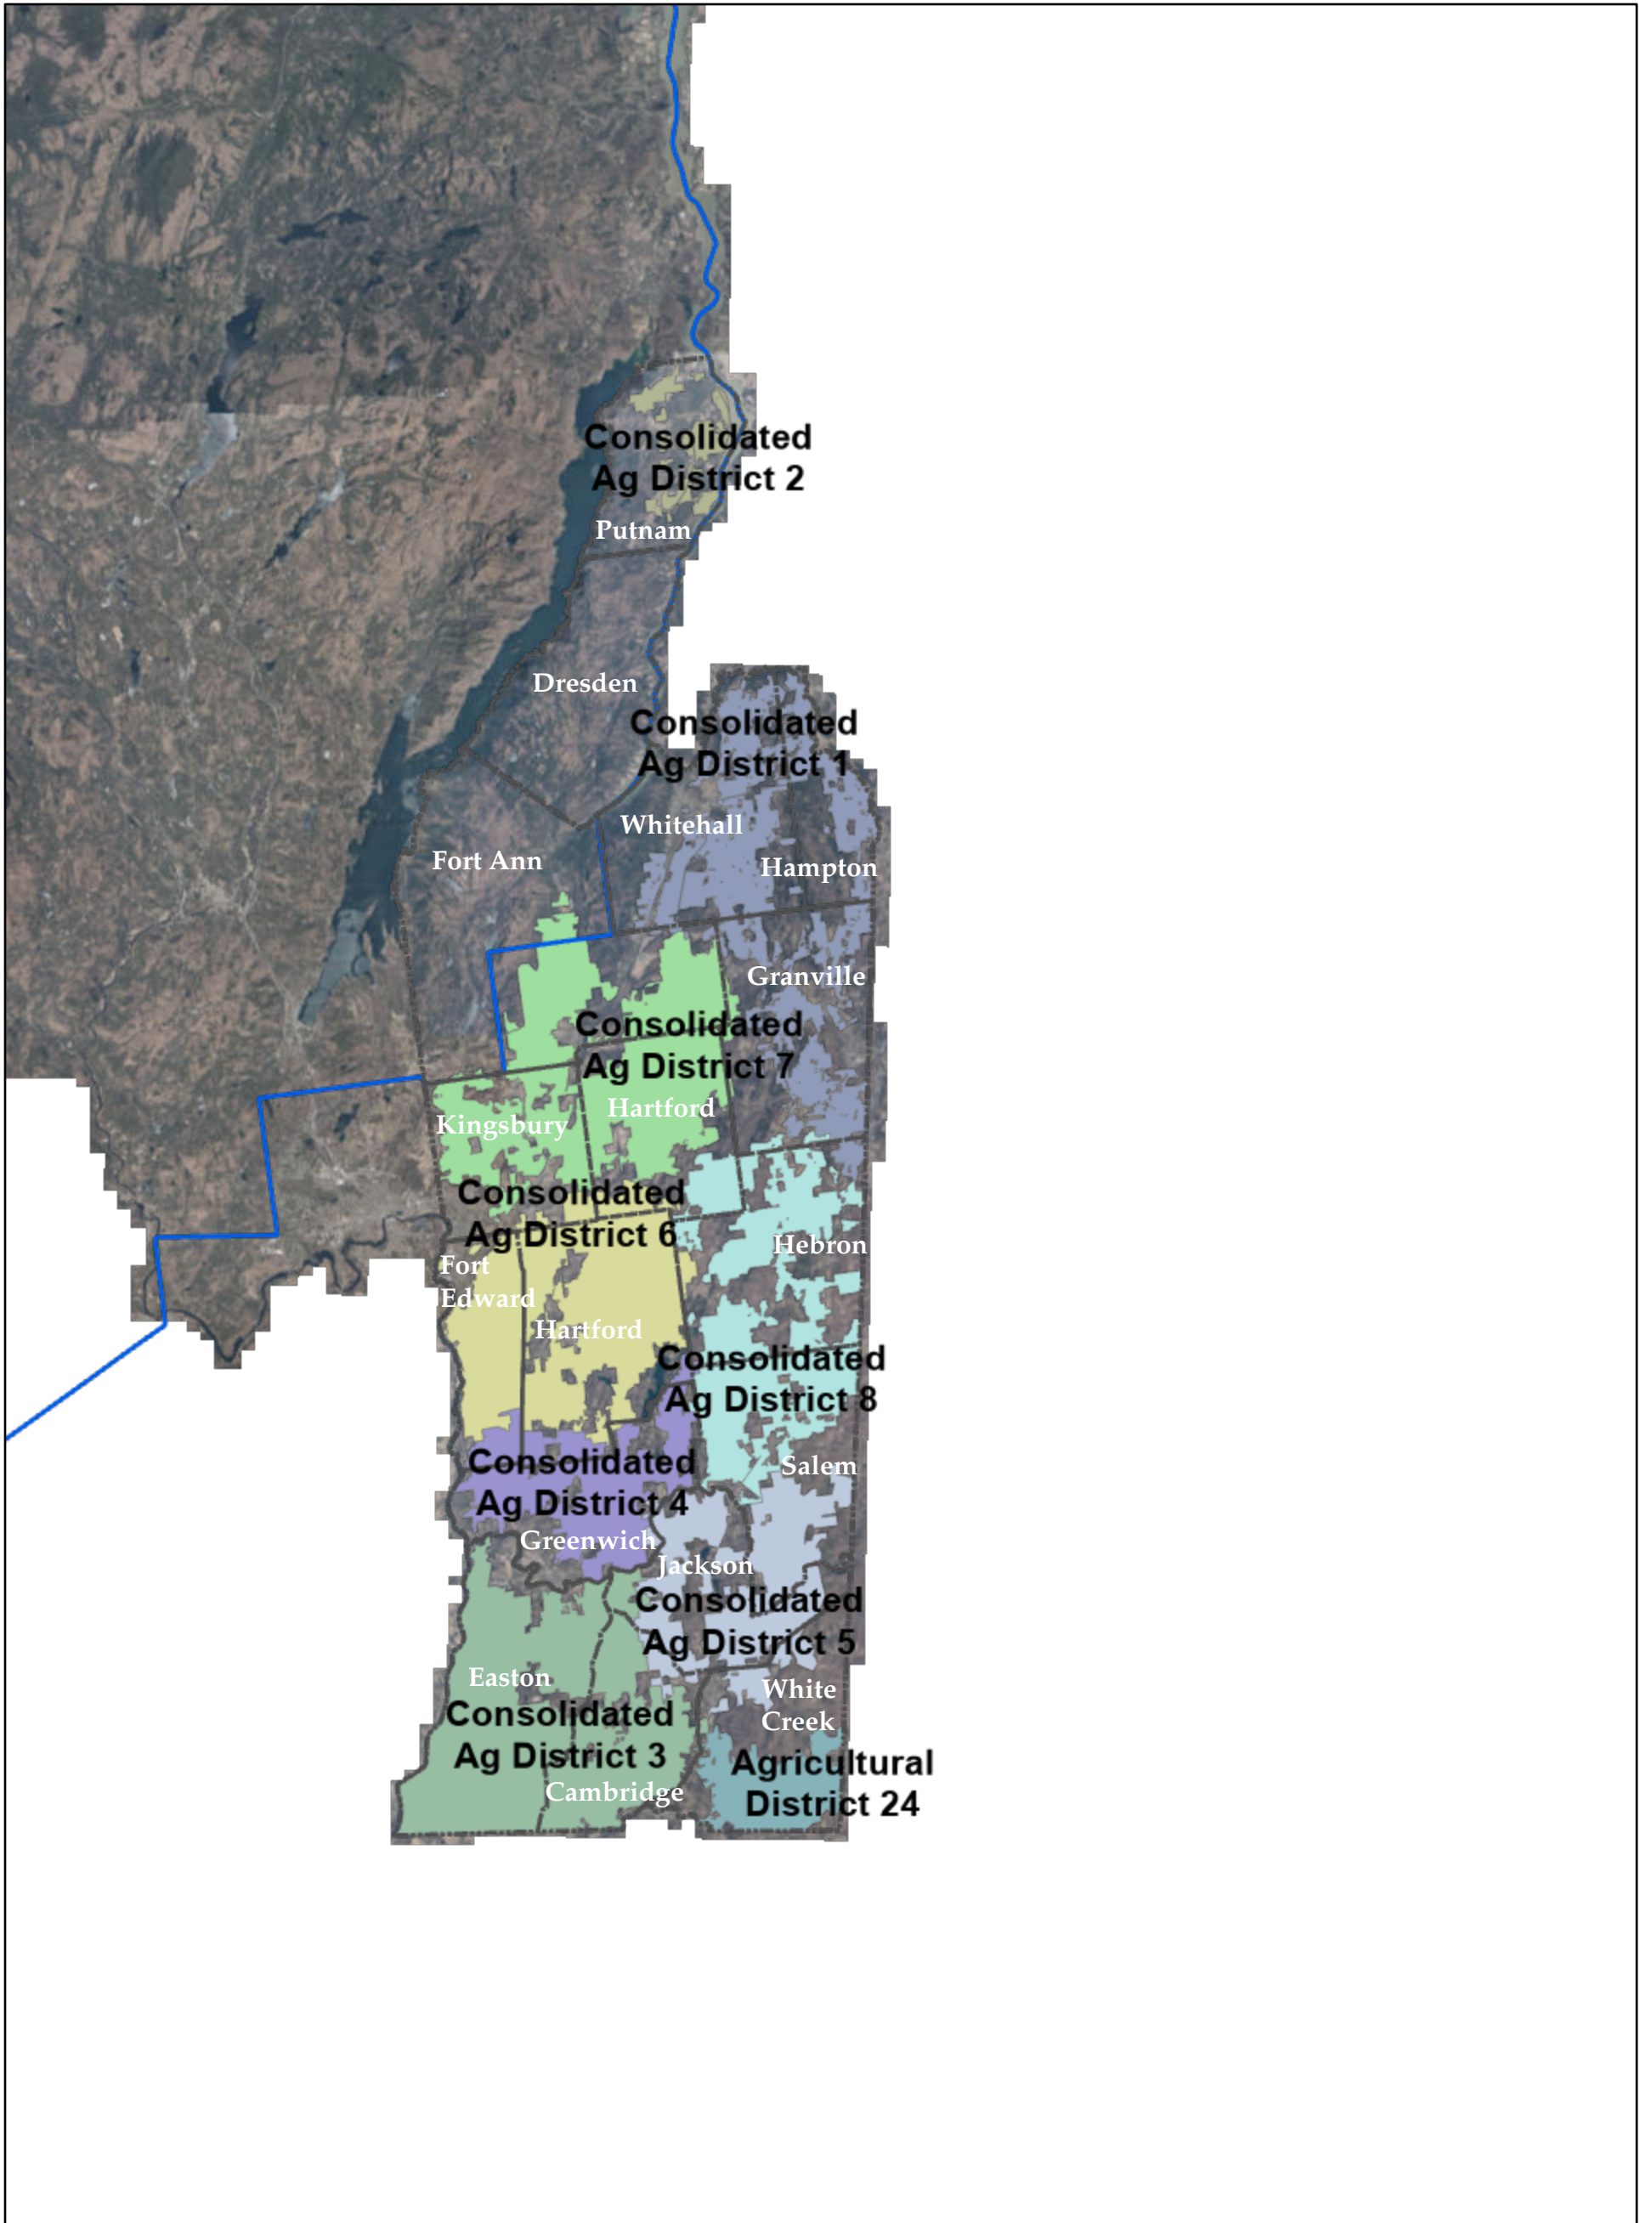 Consolidated
Ag District 2
Putnam
Dresden
Consolidated
Ag District 1
Whitehall
Fort Ann
Hampton
Granville
Consolidated
Ag District 7
Hartford
Kingsbury
Consolidated
Ag District 6
Hebron
Fort
Edward
Hartford
Consolidated
Ag District 8
Consolidated
Ag District 4
Salem
Greenwich
Jackson
Consolidated
Ag District 5
Easton
White
Creek
Consolidated
Ag District 3
Agricultural
District 24
Cambridge